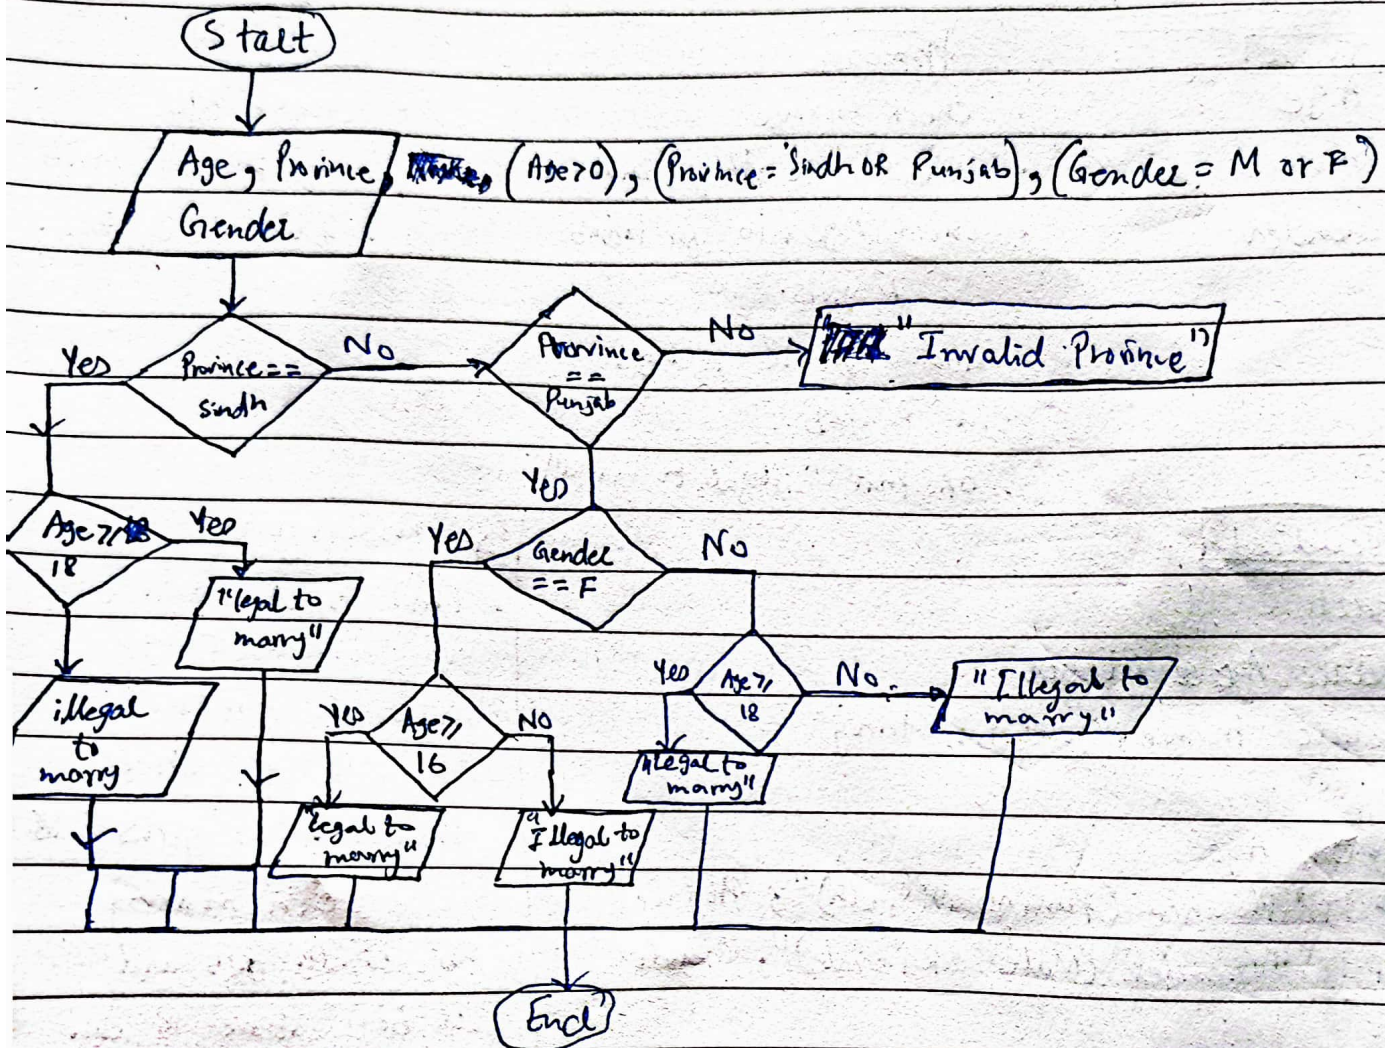 Start
Age, Province, (Age>0), (Province = Sindh OR Punjab), (Gender = M or F)
Gender
Province ==
sindh
Yes
No
Prorvince
==
Punjab
No
" "Invalid Province"
Yes
Age ⩾
18
Yes
"legal to
marry"
illegal
to
marry
Gender
== F
Yes
No
Age ⩾
16
Yes
No
"legal to
marry"
"Illegal to
marry"
Age ⩾
18
Yes
No.
"legal to
marry"
"Illegal to
marry"
End